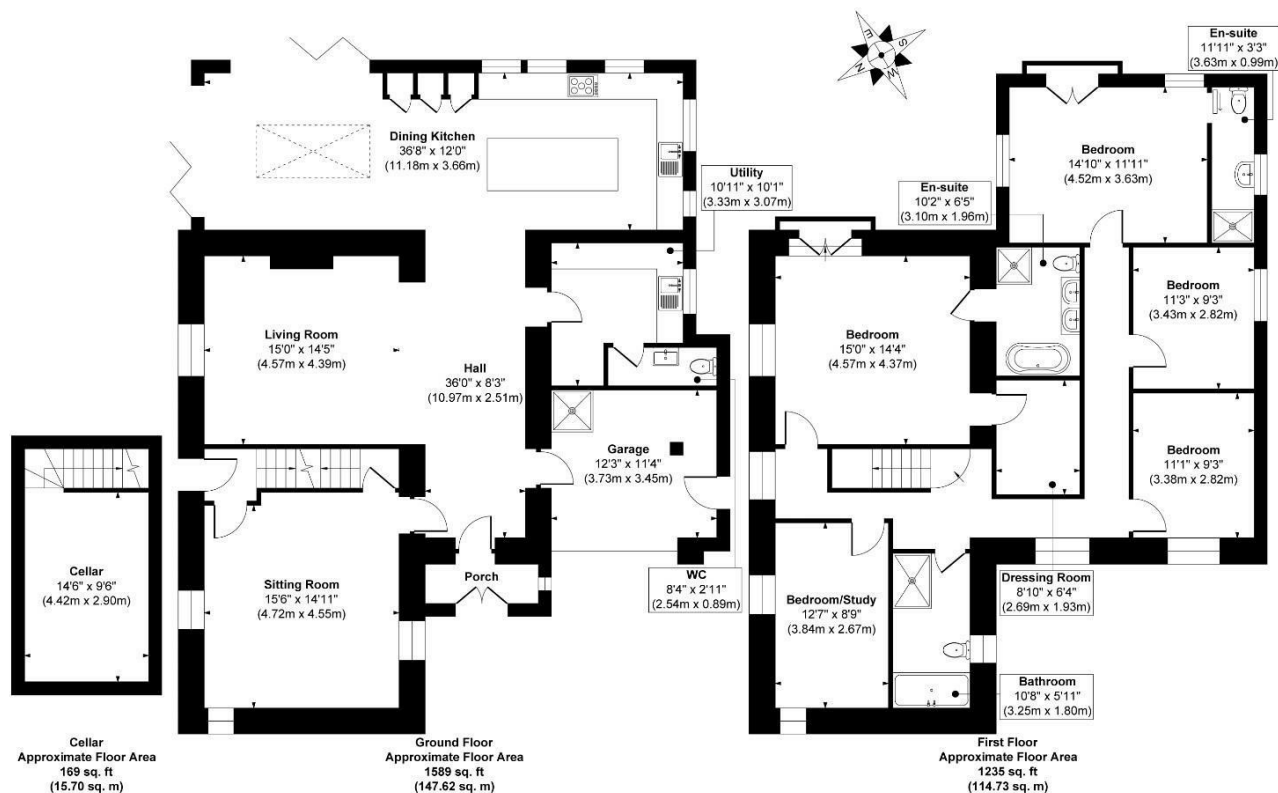 En-suite
11'11" x 3'3"
(3.63m x 0.99m)
S
E
W
N
Dining Kitchen
36'8" x 12'0"
(11.18m x 3.66m)
Utility
10'11" x 10'1"
(3.33m x 3.07m)
En-suite
10'2" x 6'5"
(3.10m x 1.96m)
Bedroom
14'10" x 11'11"
(4.52m x 3.63m)
Living Room
15'0" x 14'5"
(4.57m x 4.39m)
Hall
36'0" x 8'3"
(10.97m x 2.51m)
Bedroom
15'0" x 14'4"
(4.57m x 4.37m)
Bedroom
11'3" x 9'3"
(3.43m x 2.82m)
Garage
12'3" x 11'4"
(3.73m x 3.45m)
Bedroom
11'1" x 9'3"
(3.38m x 2.82m)
Cellar
14'6" x 9'6"
(4.42m x 2.90m)
Sitting Room
15'6" x 14'11"
(4.72m x 4.55m)
Porch
WC
8'4" x 2'11"
(2.54m x 0.89m)
Bedroom/Study
12'7" x 8'9"
(3.84m x 2.67m)
Dressing Room
8'10" x 6'4"
(2.69m x 1.93m)
Bathroom
10'8" x 5'11"
(3.25m x 1.80m)
Cellar
Approximate Floor Area
169 sq. ft
(15.70 sq. m)
Ground Floor
Approximate Floor Area
1589 sq. ft
(147.62 sq. m)
First Floor
Approximate Floor Area
1235 sq. ft
(114.73 sq. m)